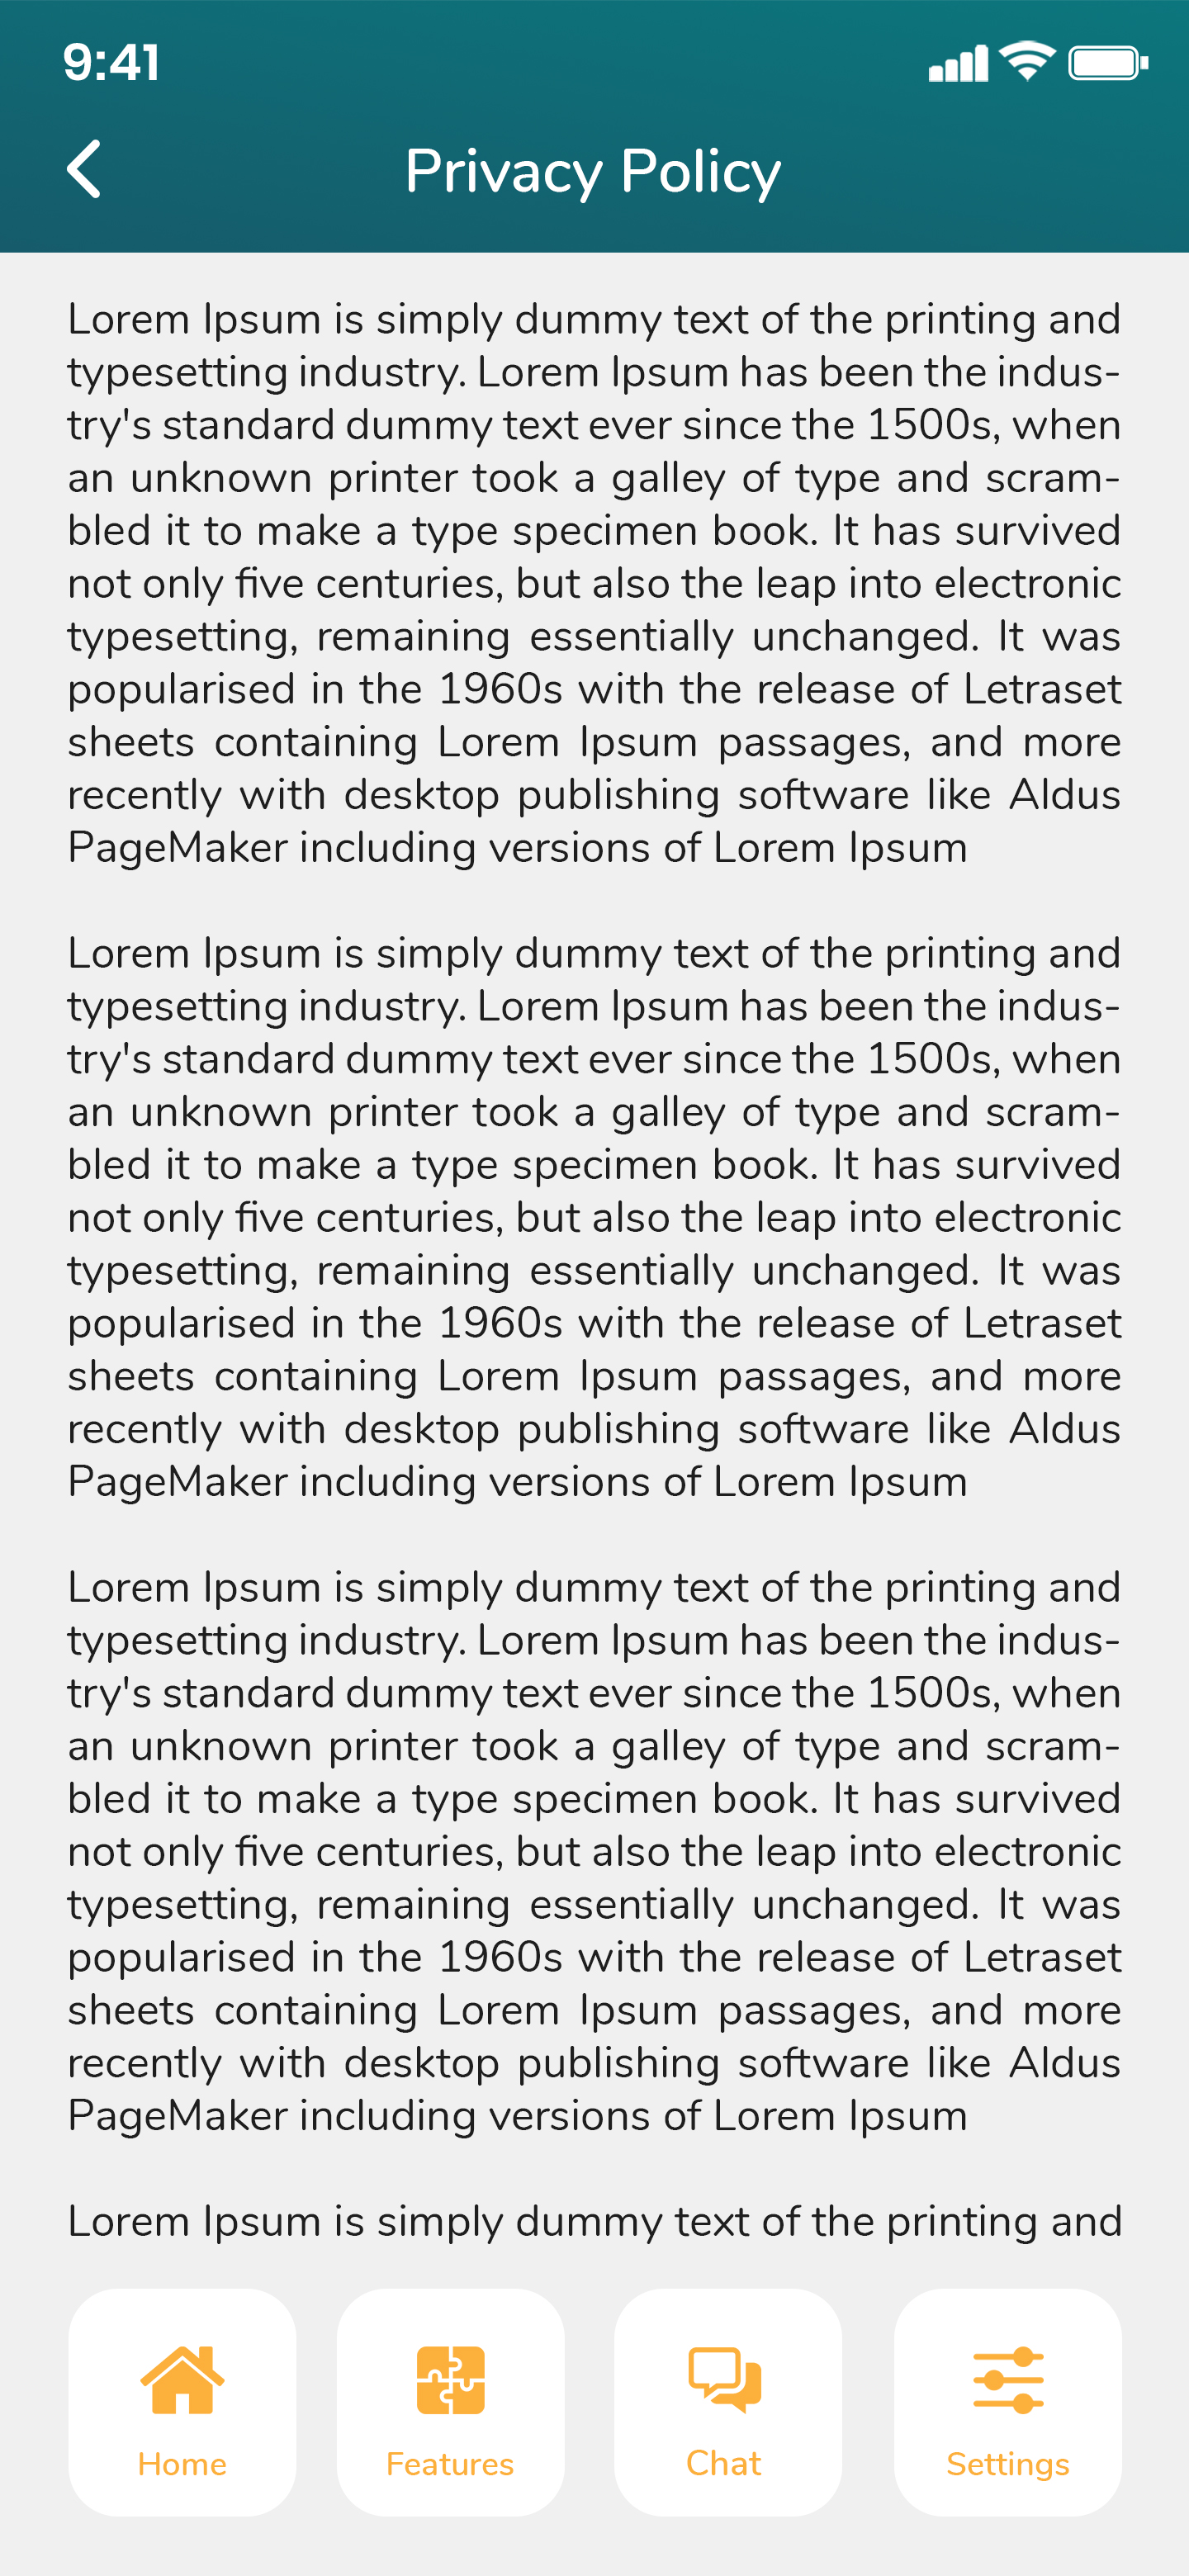 9:41
Privacy Policy
Lorem Ipsum is simply dummy text of the printing and
typesetting industry. Lorem Ipsum has been the indus-
try's standard dummy text ever since the 1500s, when
an unknown printer took a galley of type and scram-
bled it to make a type specimen book. It has survived
not only five centuries, but also the leap into electronic
typesetting, remaining essentially unchanged. It was
popularised in the 1960s with the release of Letraset
sheets containing Lorem Ipsum passages, and more
recently with desktop publishing software like Aldus
PageMaker including versions of Lorem Ipsum
Lorem Ipsum is simply dummy text of the printing and
typesetting industry. Lorem Ipsum has been the indus-
try's standard dummy text ever since the 1500s, when
an unknown printer took a galley of type and scram-
bled it to make a type specimen book. It has survived
not only five centuries, but also the leap into electronic
typesetting, remaining essentially unchanged. It was
popularised in the 1960s with the release of Letraset
sheets containing Lorem Ipsum passages, and more
recently with desktop publishing software like Aldus
PageMaker including versions of Lorem Ipsum
Lorem Ipsum is simply dummy text of the printing and
typesetting industry. Lorem Ipsum has been the indus-
try's standard dummy text ever since the 1500s, when
an unknown printer took a galley of type and scram-
bled it to make a type specimen book. It has survived
not only five centuries, but also the leap into electronic
typesetting, remaining essentially unchanged. It was
popularised in the 1960s with the release of Letraset
sheets containing Lorem Ipsum passages, and more
recently with desktop publishing software like Aldus
PageMaker including versions of Lorem Ipsum
Lorem Ipsum is simply dummy text of the printing and
Home Features Chat Settings